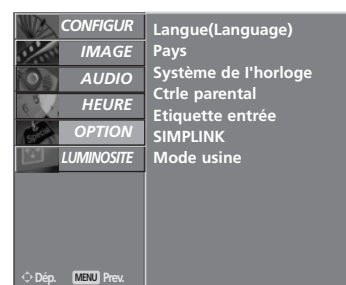 CONFIGUR
IMAGE
AUDIO
HEURE
OPTION
LUMINOSITE
Langue(Language)
Pays
Système de l'horloge
Ctrle parental
Etiquette entrée
SIMPLINK
Mode usine
Dép. MENU Prev.